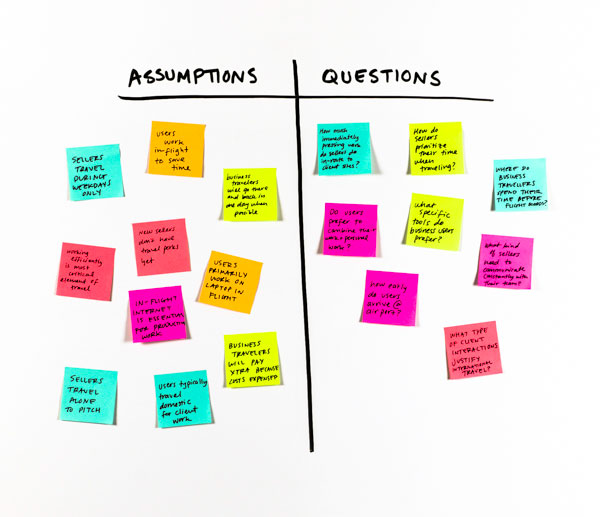 ASSUMPTIONS
SELLERS
TRAVEL
DURING
WEEKDAYS
ONLY
USERS
WORK
IN-FLIGHT
TO SAVE
TIME
business
travelers
will go there
and back in
one day when
possible
New sellers
don't have
travel perks
yet
working
efficiently
is most
critical
demand of
travel
USERS
PRIMARILY
WORK ON
LAPTOP IN
FLIGHT
IN-FLIGHT
INTERNET
IS ESSENTIAL
FOR PRODUCTIVE
WORK
BUSINESS
TRAVELERS
WILL PAY
XTRA BECAUSE
COSTS EXPENSED
SELLERS
TRAVEL
ALONE
TO PITCH
Users typically
travel
domestic
for client
work
QUESTIONS
How much
immediately
pressing work
do sellers do
in-route to
client sites?
How do
sellers
prioritize
their time
when
traveling?
WHERE DO
BUSINESS
TRAVELERS
SPEND THEIR
TIME BEFORE
FLIGHT
DO users
prefer to
combine their
work + personal
work?
what
specific
tools do
business users
prefer?
What kind
of sellers
need to
communicate
constantly with
their team?
How early
do users
arrive @
airport?
WHAT TYPE
OF CLIENT
INTERACTIONS
JUSTIFY
INTERNATIONAL
TRAVEL?